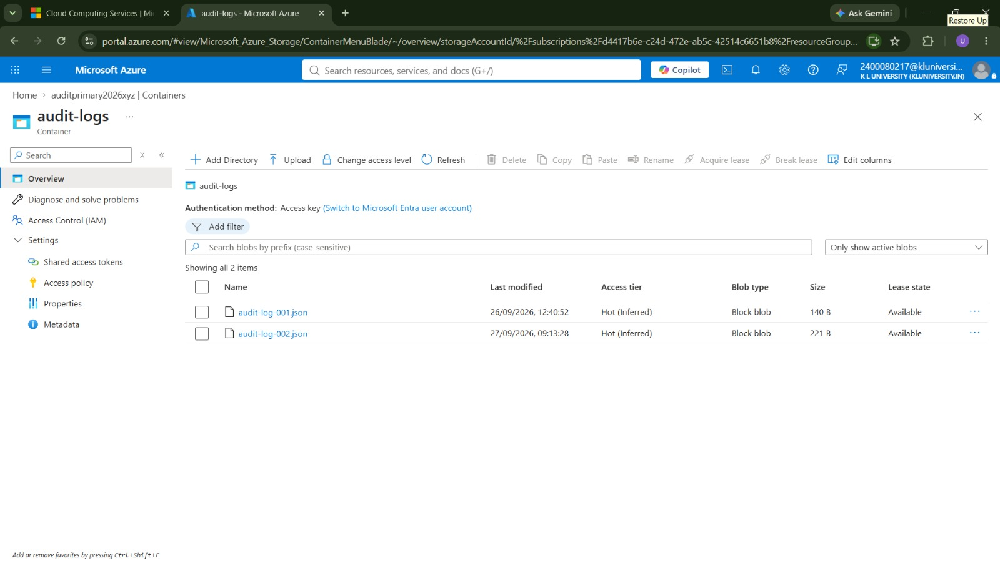 Cloud Computing Services | Mic
audit-logs - Microsoft Azure
Ask Gemini
Restore Up
portal.azure.com/#view/Microsoft_Azure_Storage/ContainerMenuBlade/~/overview/storageAccountId/%2Fsubscriptions%2Fd4417b6e-c24d-472e-ab5c-42514c6651b8%2FresourceGroup...
U
Microsoft Azure
Search resources, services, and docs (G+/)
Copilot
2400080217@kluniversi...
K L UNIVERSITY (KLUNIVERSITY.IN)
Home > auditprimary2026xyz | Containers
audit-logs ...
Container
Search
Add Directory Upload Change access level Refresh Delete Copy Paste Rename Acquire lease Break lease Edit columns
Overview
Diagnose and solve problems
Access Control (IAM)
Settings
Shared access tokens
Access policy
Properties
Metadata
audit-logs
Authentication method: Access key (Switch to Microsoft Entra user account)
Add filter
Search blobs by prefix (case-sensitive)
Only show active blobs
Showing all 2 items
Name Last modified Access tier Blob type Size Lease state
audit-log-001.json 26/09/2026, 12:40:52 Hot (Inferred) Block blob 140 B Available ...
audit-log-002.json 27/09/2026, 09:13:28 Hot (Inferred) Block blob 221 B Available ...
Add or remove favorites by pressing Ctrl+Shift+F